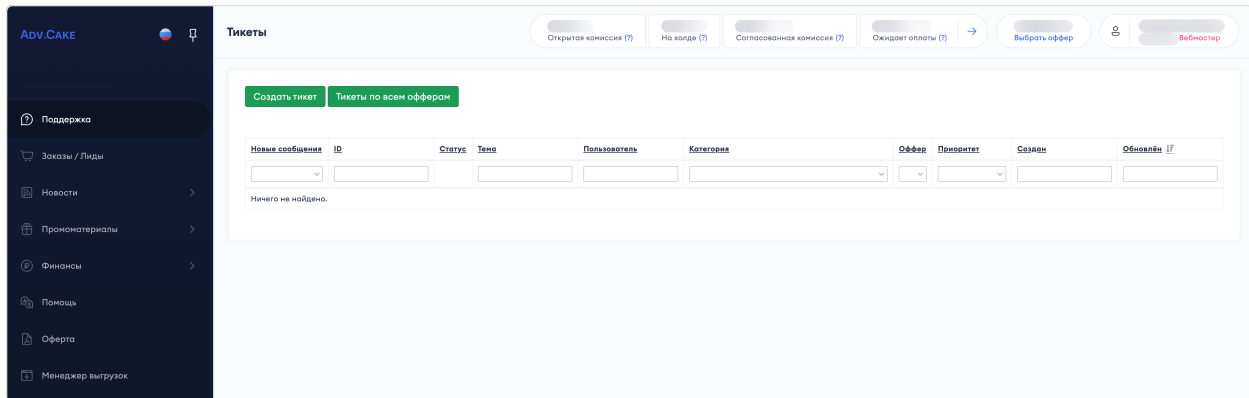 ADV.CAKE
Тикеты
Открытая комиссия (?)
На холде (?)
Согласованная комиссия (?)
Ожидает оплаты (?)
Выбрать оффер
Вебмастер
Поддержка
Заказы / Лиды
Новости
Промоматериалы
Финансы
Помощь
Оферта
Менеджер выгрузок
Создать тикет
Тикеты по всем офферам
Новые сообщения ID Статус Тема Пользователь Категория Оффер Приоритет Создан Обновлён
Ничего не найдено.